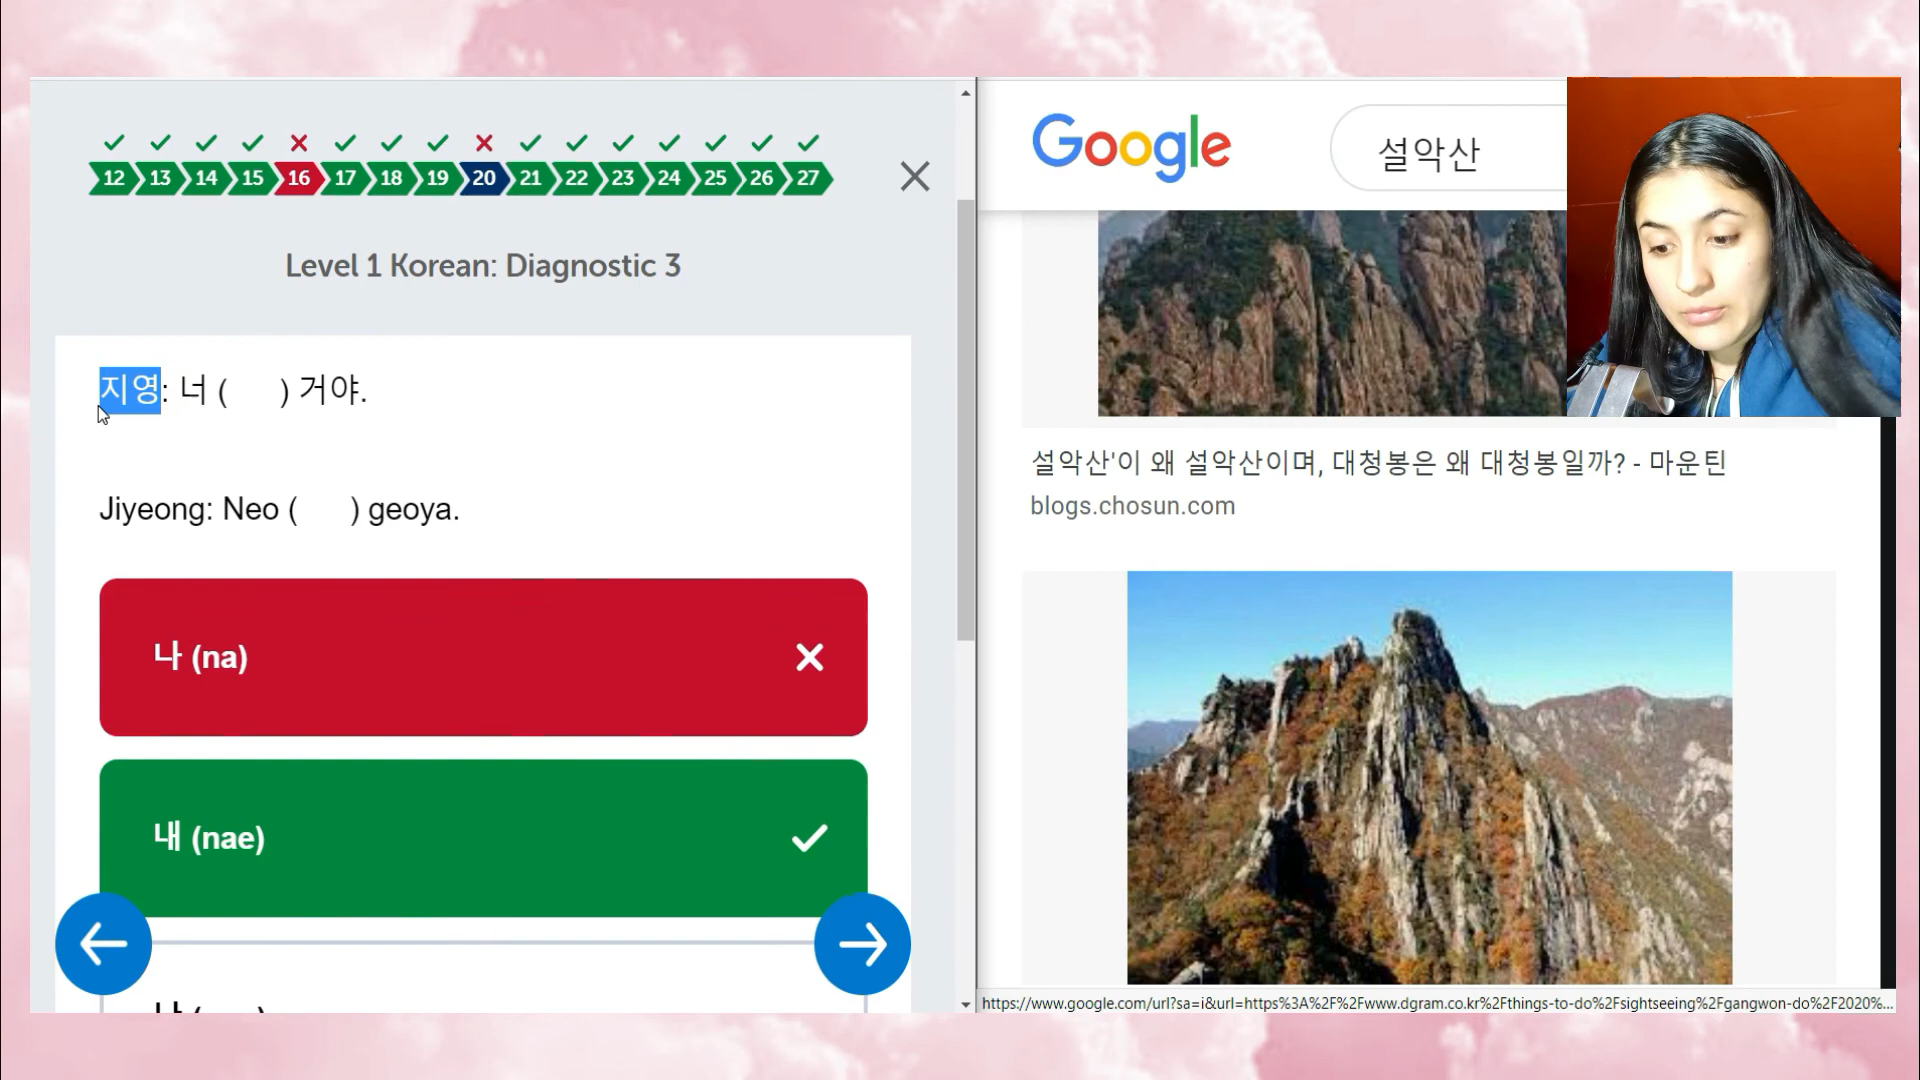 12 13 14 15 16 17 18 19 20 21 22 23 24 25 26 27
Level 1 Korean: Diagnostic 3
지영: 너 ( ) 거야.
Jiyeong: Neo ( ) geoya.
나 (na)
내 (nae)
Google
설악산
설악산'이 왜 설악산이며, 대청봉은 왜 대청봉일까? - 마운틴
blogs.chosun.com
https://www.google.com/url?sa=i&url=https%3A%2F%2Fwww.dgram.co.kr%2Fthings-to-do%2Fsightseeing%2Fgangwon-do%2F2020%...